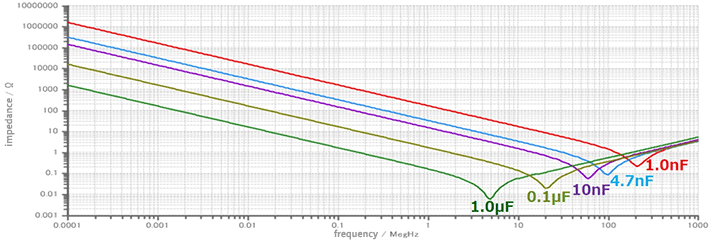 10000000
1000000
100000
10000
1000
100
10
1
0.1
0.01
0.001
impedance / Ω
0.0001
0.001
0.01
0.1
1
10
100
1000
frequency / MegHz
1.0μF
0.1μF
10nF
4.7nF
1.0nF